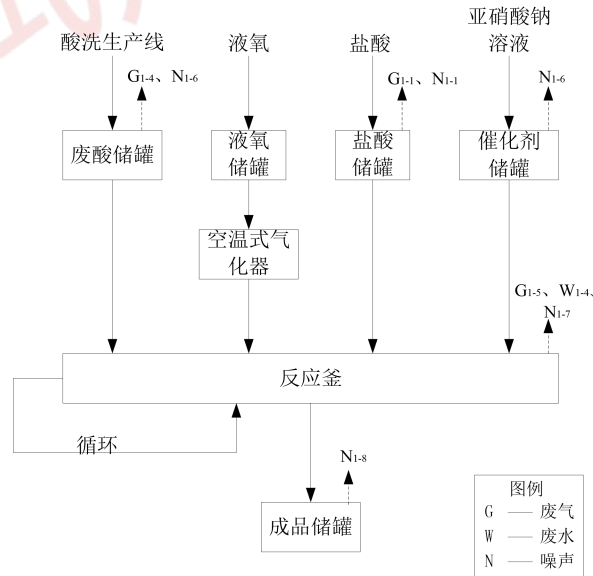 酸洗生产线
液氧
盐酸
亚硝酸钠
溶液
G1-4、N1-6
G1-1、N1-1
N1-6
废酸储罐
液氧
储罐
盐酸
储罐
催化剂
储罐
空温式气
化器
G1-5、W1-4、
N1-7
反应釜
循环
N1-8
成品储罐
图例
G — 废气
W — 废水
N — 噪声